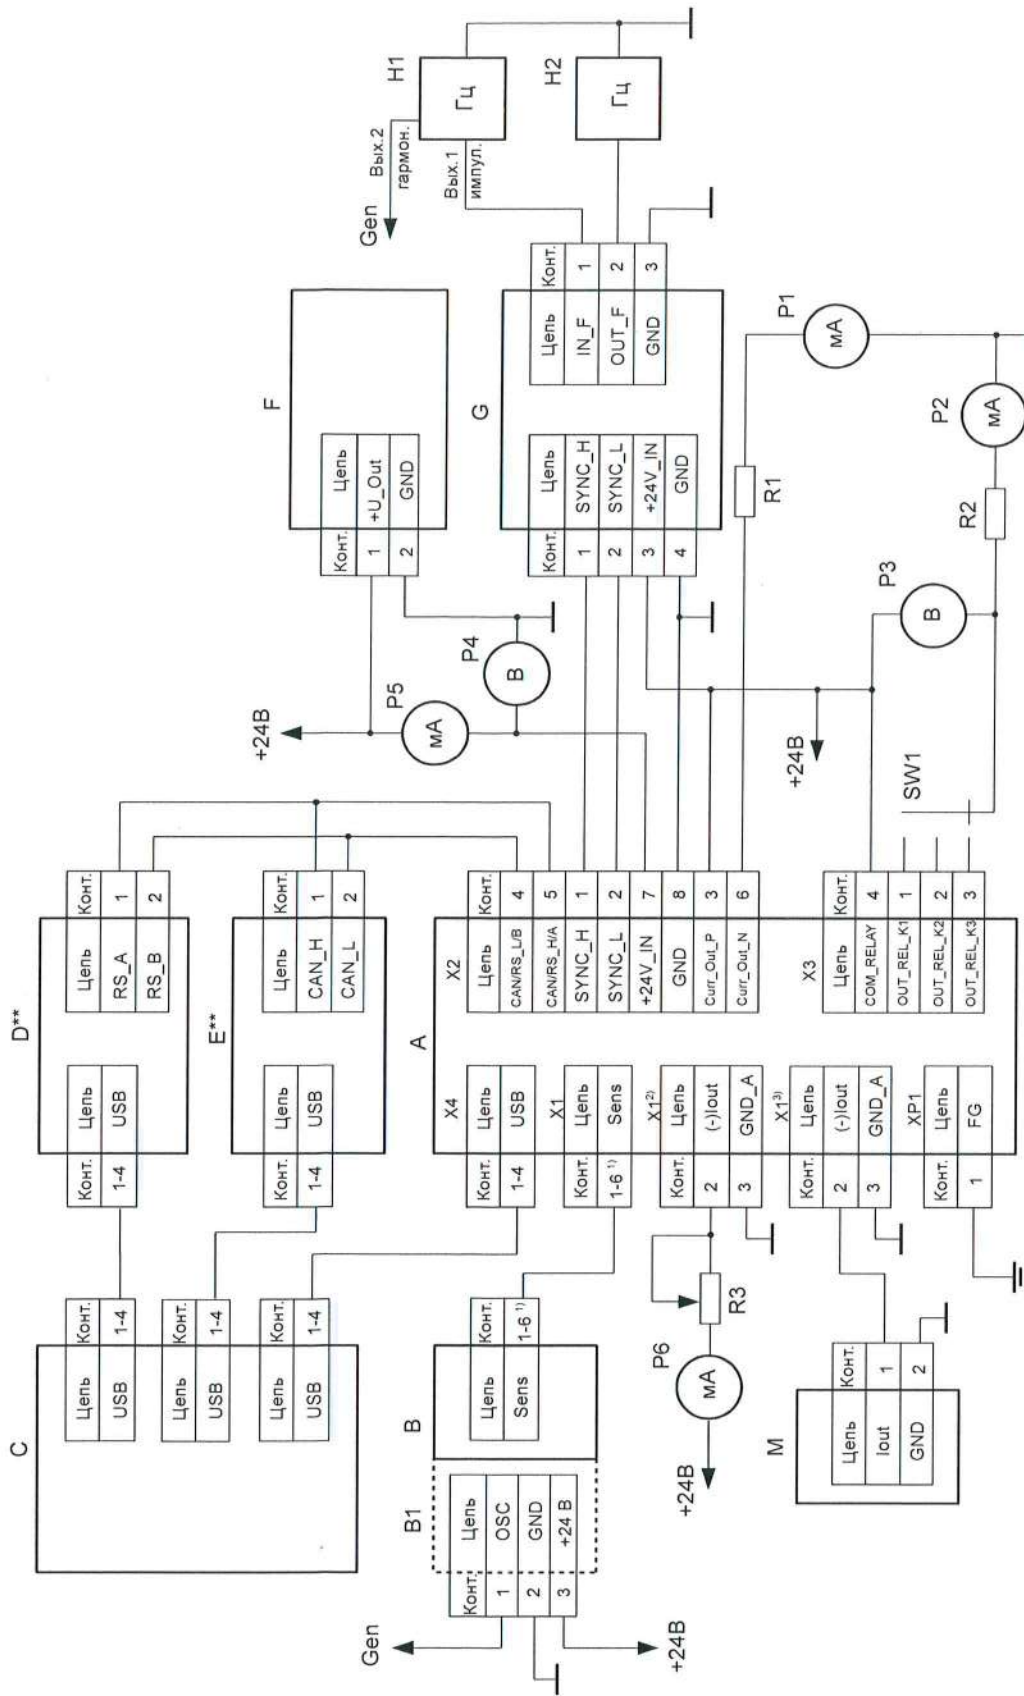 C
Цепь Конт.
USB 1-4
Цепь Конт.
USB 1-4
Цепь Конт.
USB 1-4
D**
Конт. Цепь
1-4 USB
Цепь Конт.
RS_A 1
RS_B 2
E**
Конт. Цепь
1-4 USB
Цепь Конт.
CAN_H 1
CAN_L 2
+24В
P5
мА
P4
В
F
Конт. Цепь
1 +U_Out
2 GND
Gen
Вых.2
гармон.
Вых.1
импул.
H1
Гц
H2
Гц
G
Конт. Цепь
1 SYNC_H
2 SYNC_L
3 +24V_IN
4 GND
Цепь Конт.
IN_F 1
OUT_F 2
GND 3
Gen
B1
Конт. Цепь
1 OSC
2 GND
3 +24 В
+24В
B
Цепь Конт.
Sens 1-6 1)
A
X4
Конт. Цепь
1-4 USB
X1
Конт. Цепь
1-6 1) Sens
X1 2)
Конт. Цепь
2 (-)Iout
3 GND_A
X1 3)
Конт. Цепь
2 (-)Iout
3 GND_A
XP1
Конт. Цепь
1 FG
X2
Цепь Конт.
CAN/RS_L/B 4
CAN/RS_H/A 5
SYNC_H 1
SYNC_L 2
+24V_IN 7
GND 8
Curr_Out_P 3
Curr_Out_N 6
X3
Цепь Конт.
COM_RELAY 4
OUT_REL_K1 1
OUT_REL_K2 2
OUT_REL_K3 3
P6
мА
R3
+24В
M
Цепь Конт.
Iout 1
GND 2
+24В
SW1
P3
В
R1
R2
P1
мА
P2
мА